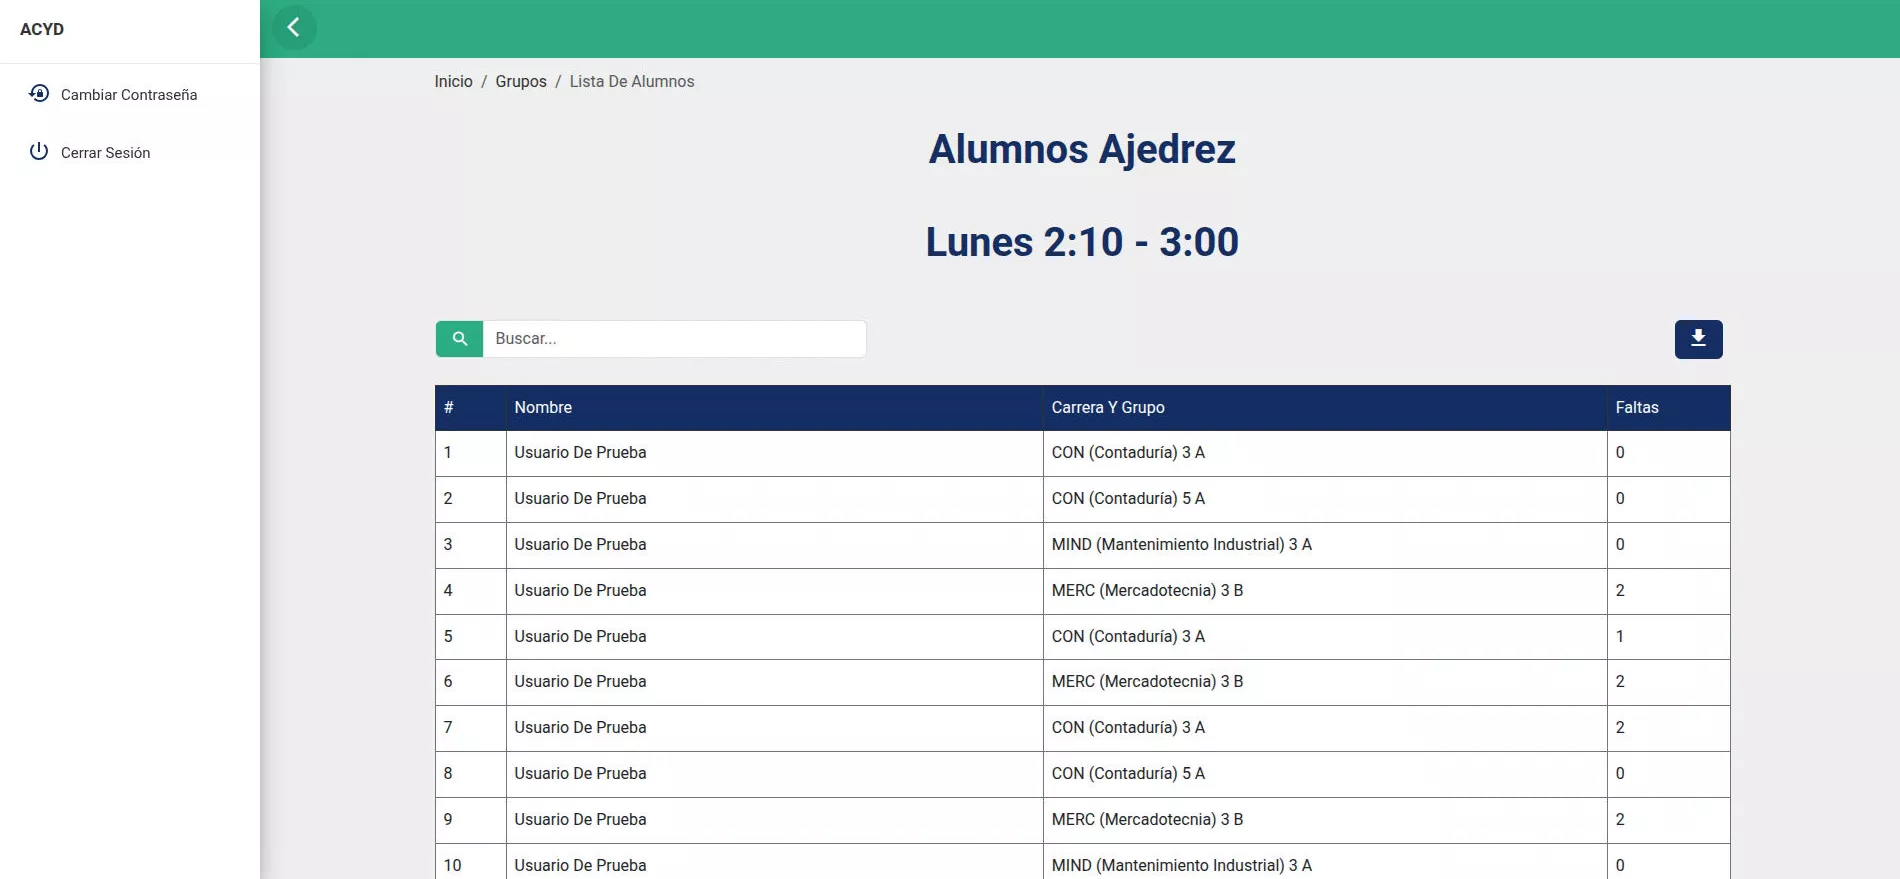 ACYD
Cambiar Contraseña
Cerrar Sesión
Inicio / Grupos / Lista De Alumnos
Alumnos Ajedrez
Lunes 2:10 - 3:00
Buscar...
# Nombre Carrera Y Grupo Faltas
1 Usuario De Prueba CON (Contaduría) 3 A 0
2 Usuario De Prueba CON (Contaduría) 5 A 0
3 Usuario De Prueba MIND (Mantenimiento Industrial) 3 A 0
4 Usuario De Prueba MERC (Mercadotecnia) 3 B 2
5 Usuario De Prueba CON (Contaduría) 3 A 1
6 Usuario De Prueba MERC (Mercadotecnia) 3 B 2
7 Usuario De Prueba CON (Contaduría) 3 A 2
8 Usuario De Prueba CON (Contaduría) 5 A 0
9 Usuario De Prueba MERC (Mercadotecnia) 3 B 2
10 Usuario De Prueba MIND (Mantenimiento Industrial) 3 A 0